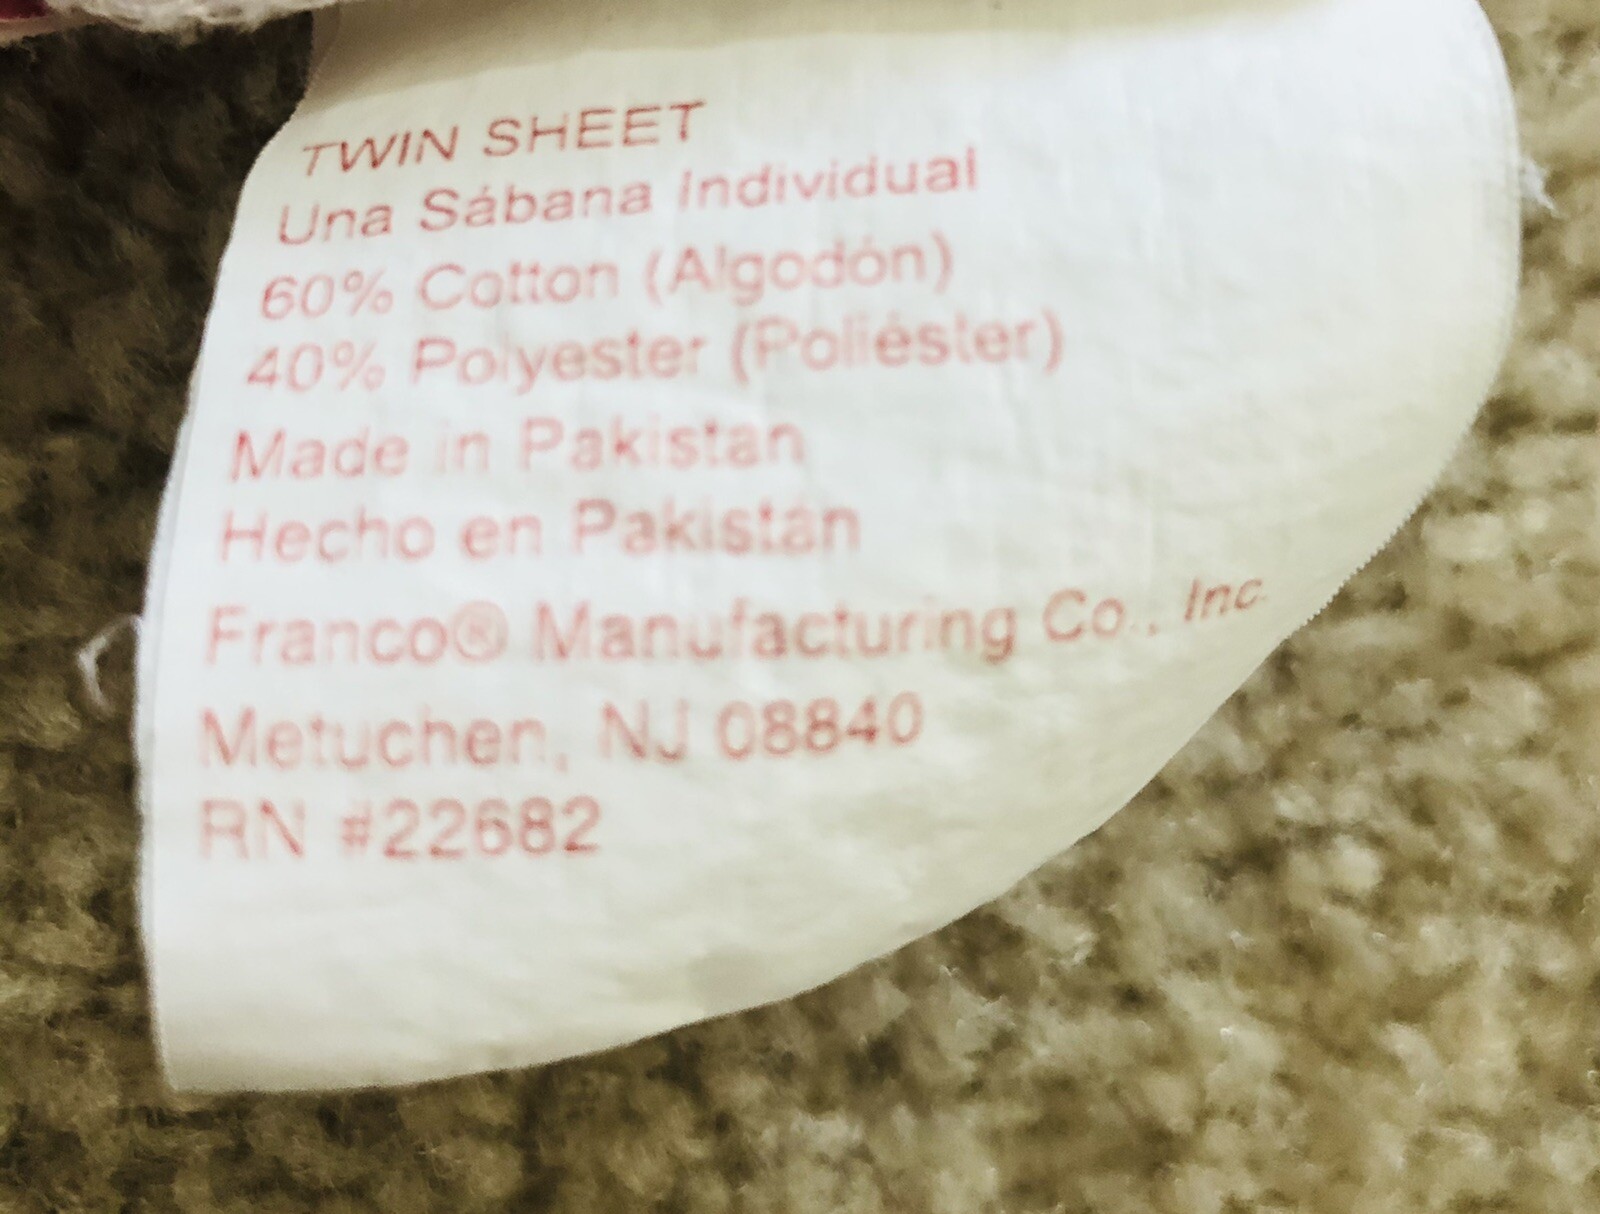 TWIN SHEET
Una Sábana Individual
60% Cotton (Algodón)
40% Polyester (Poliéster)
Made in Pakistan
Hecho en Pakistán
Franco® Manufacturing Co., Inc.
Metuchen, NJ 08840
RN #22682